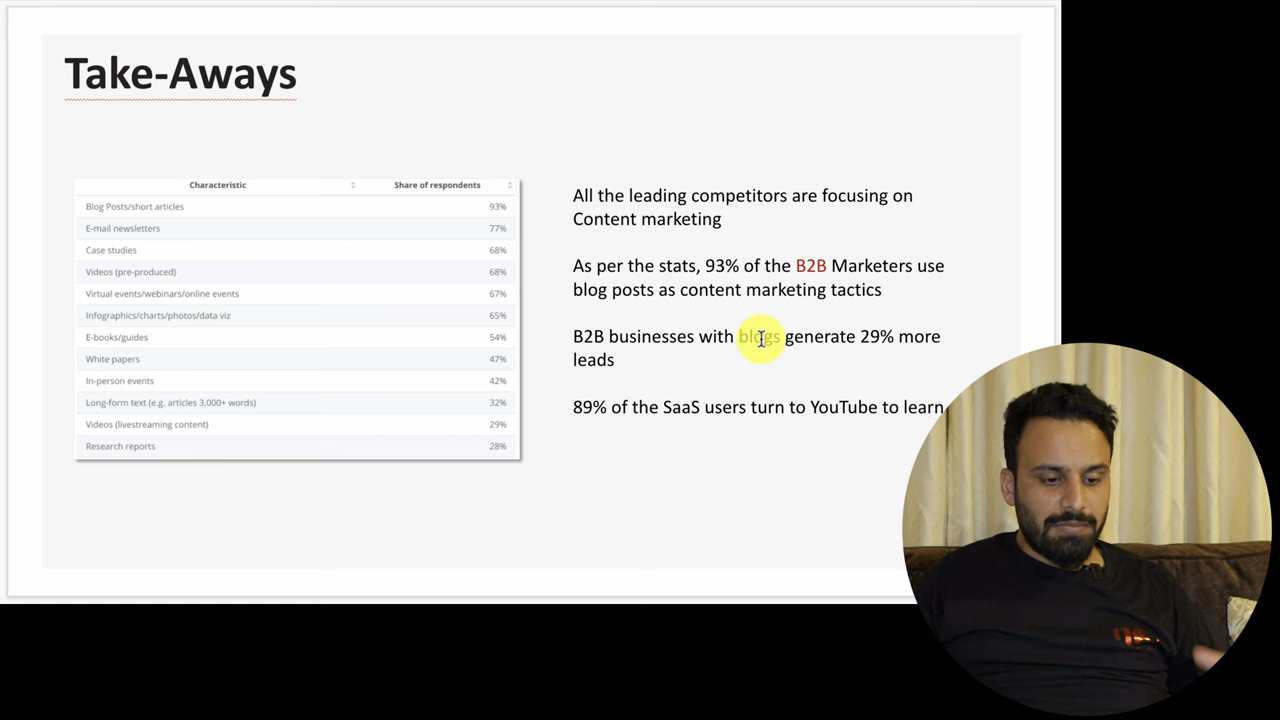 Take-Aways
Characteristic Share of respondents
Blog Posts/short articles 93%
E-mail newsletters 77%
Case studies 68%
Videos (pre-produced) 68%
Virtual events/webinars/online events 67%
Infographics/charts/photos/data viz 65%
E-books/guides 54%
White papers 47%
In-person events 42%
Long-form text (e.g. articles 3,000+ words) 32%
Videos (livestreaming content) 29%
Research reports 28%
All the leading competitors are focusing on
Content marketing
As per the stats, 93% of the B2B Marketers use
blog posts as content marketing tactics
B2B businesses with blogs generate 29% more
leads
89% of the SaaS users turn to YouTube to learn